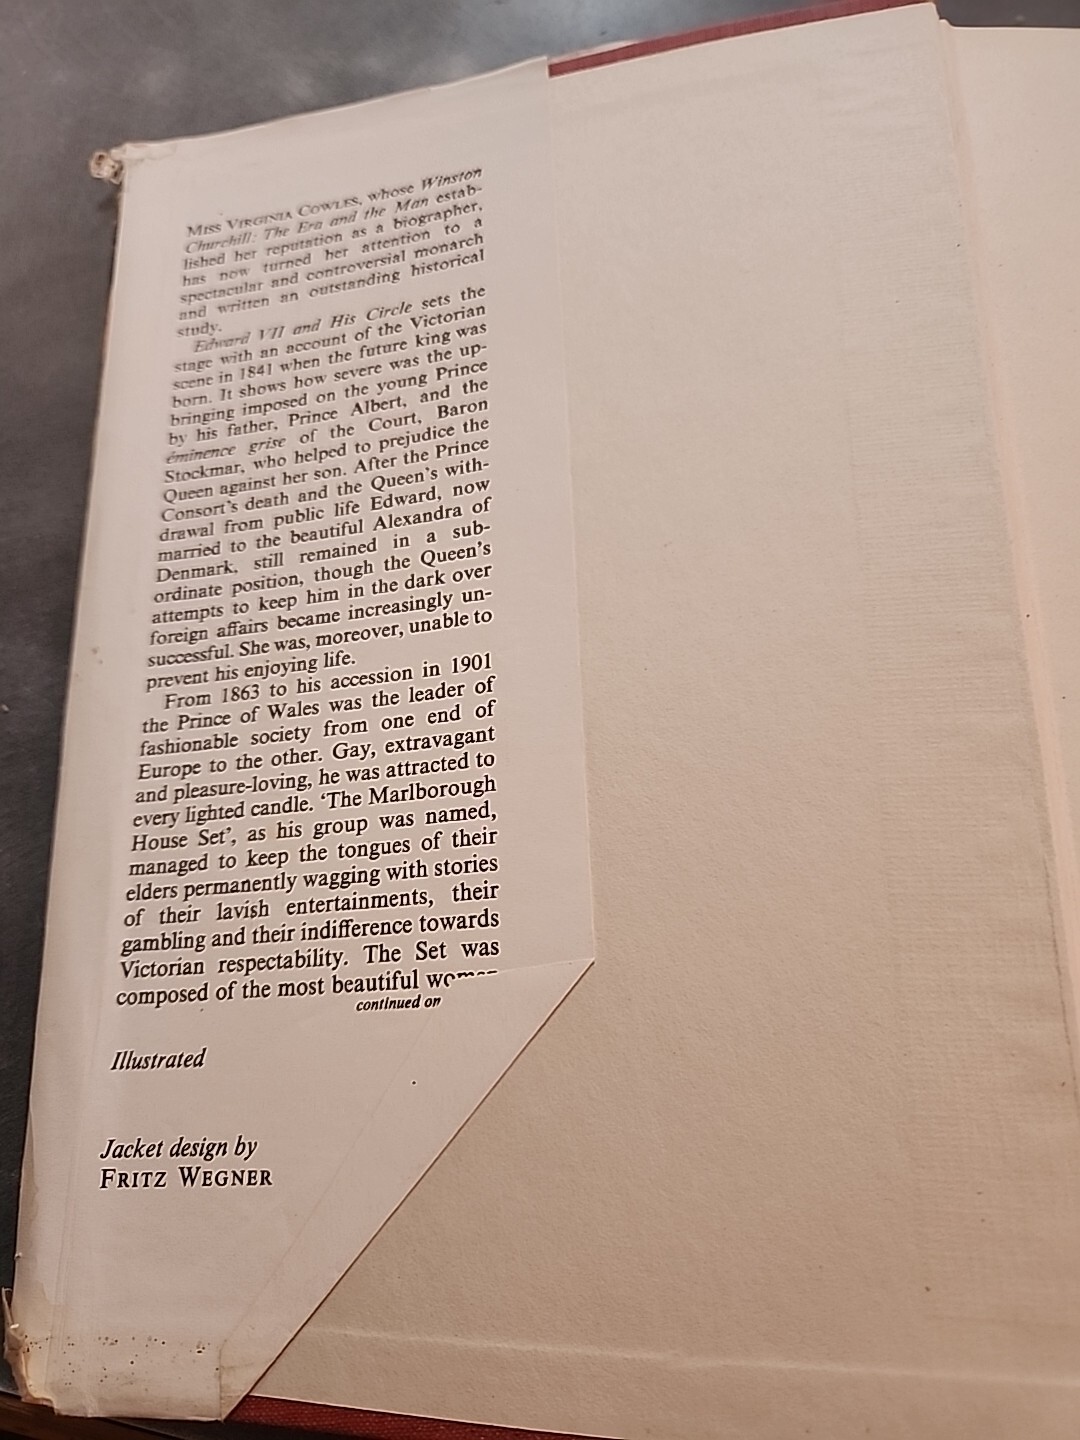 MISS VIRGINIA COWLES, whose Winston
Churchill: The Era and the Man estab-
lished her reputation as a biographer,
has now turned her attention to a
spectacular and controversial monarch
and written an outstanding historical
study.
Edward VII and His Circle sets the
stage with an account of the Victorian
scene in 1841 when the future king was
born. It shows how severe was the up-
bringing imposed on the young Prince
by his father, Prince Albert, and the
éminence grise of the Court, Baron
Stockmar, who helped to prejudice the
Queen against her son. After the Prince
Consort's death and the Queen's with-
drawal from public life Edward, now
married to the beautiful Alexandra of
Denmark, still remained in a sub-
ordinate position, though the Queen's
attempts to keep him in the dark over
foreign affairs became increasingly un-
successful. She was, moreover, unable to
prevent his enjoying life.
From 1863 to his accession in 1901
the Prince of Wales was the leader of
fashionable society from one end of
Europe to the other. Gay, extravagant
and pleasure-loving, he was attracted to
every lighted candle. 'The Marlborough
House Set', as his group was named,
managed to keep the tongues of their
elders permanently wagging with stories
of their lavish entertainments, their
gambling and their indifference towards
Victorian respectability. The Set was
composed of the most beautiful
continued on
Illustrated
Jacket design by
FRITZ WEGNER